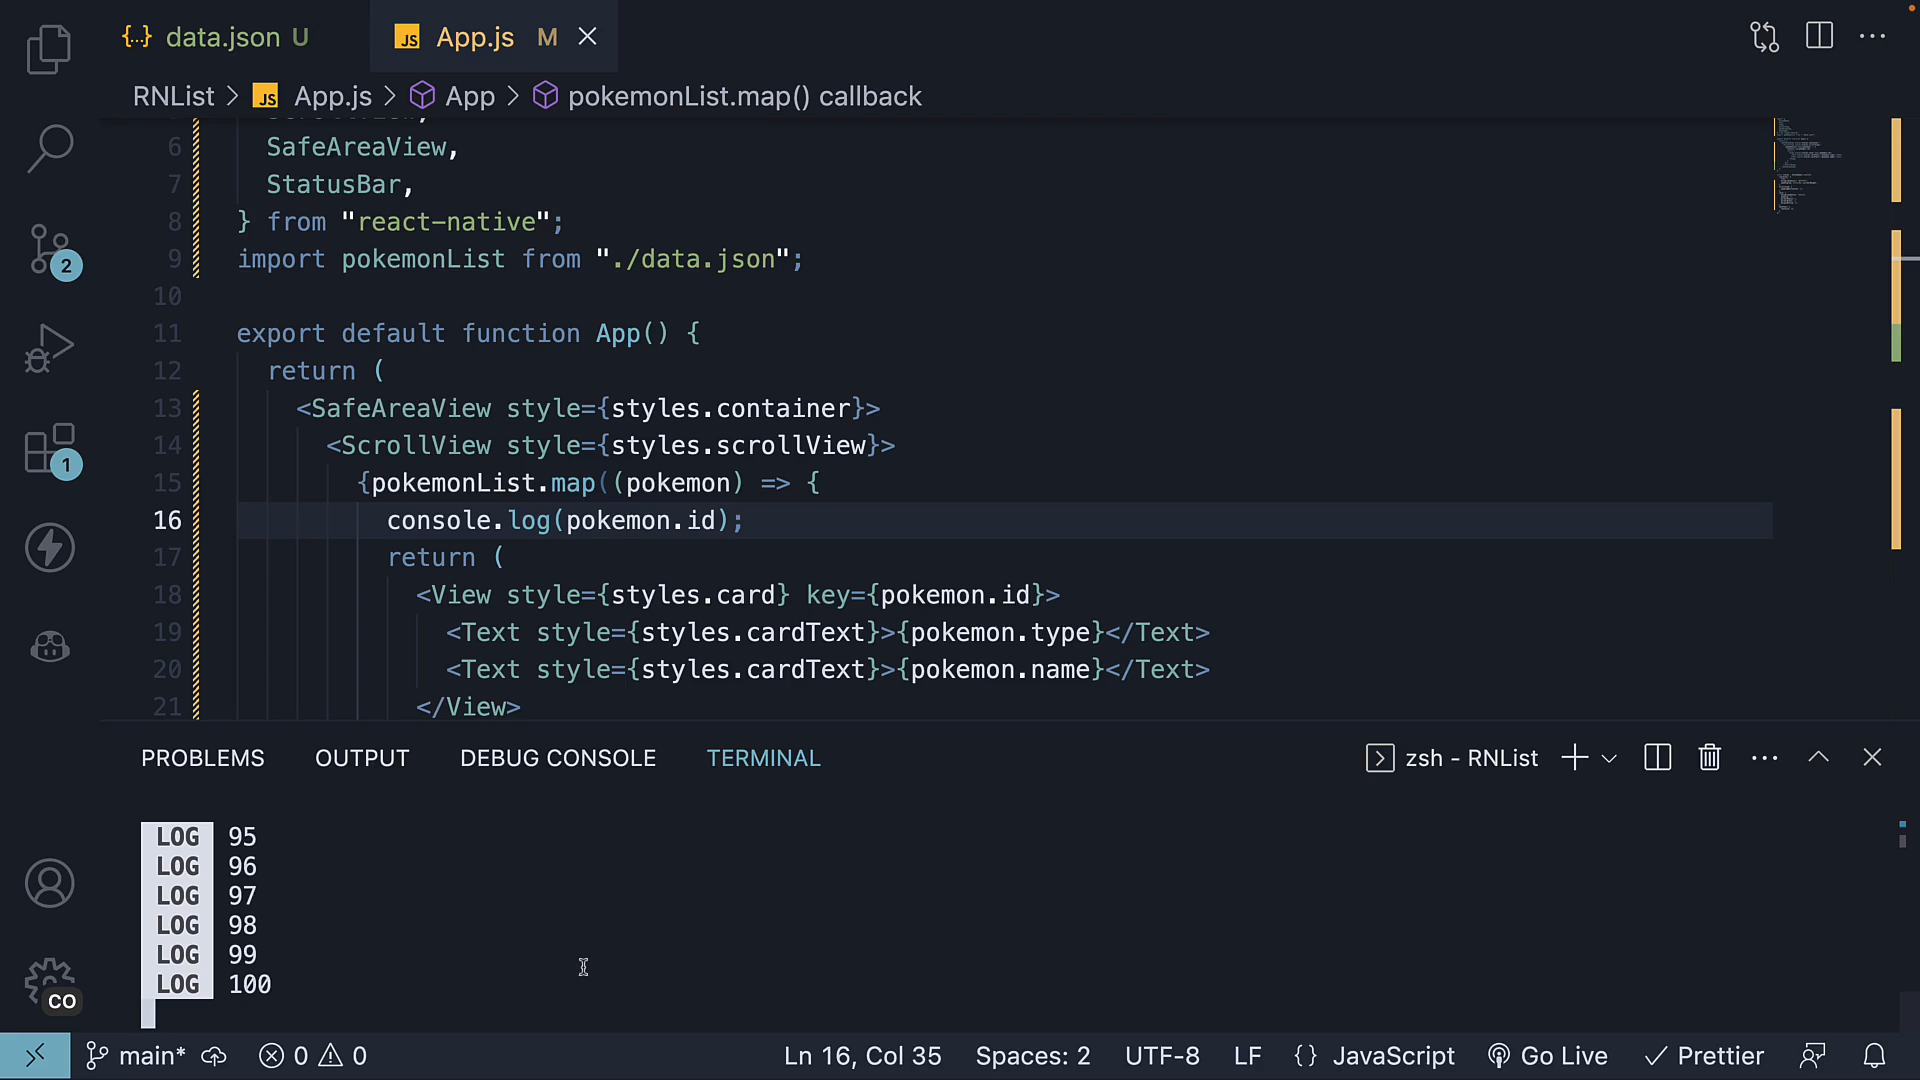 {..} data.json U
JS App.js M
RNList > JS App.js > App > pokemonList.map() callback
6 SafeAreaView,
7 StatusBar,
8 } from "react-native";
9 import pokemonList from "./data.json";
10
11 export default function App() {
12 return (
13 <SafeAreaView style={styles.container}>
14 <ScrollView style={styles.scrollView}>
15 {pokemonList.map((pokemon) => {
16 console.log(pokemon.id);
17 return (
18 <View style={styles.card} key={pokemon.id}>
19 <Text style={styles.cardText}>{pokemon.type}</Text>
20 <Text style={styles.cardText}>{pokemon.name}</Text>
21 </View>
2
1
PROBLEMS OUTPUT DEBUG CONSOLE TERMINAL zsh - RNList
LOG 95
LOG 96
LOG 97
LOG 98
LOG 99
LOG 100
CO
main* 0 0 Ln 16, Col 35 Spaces: 2 UTF-8 LF {} JavaScript Go Live Prettier